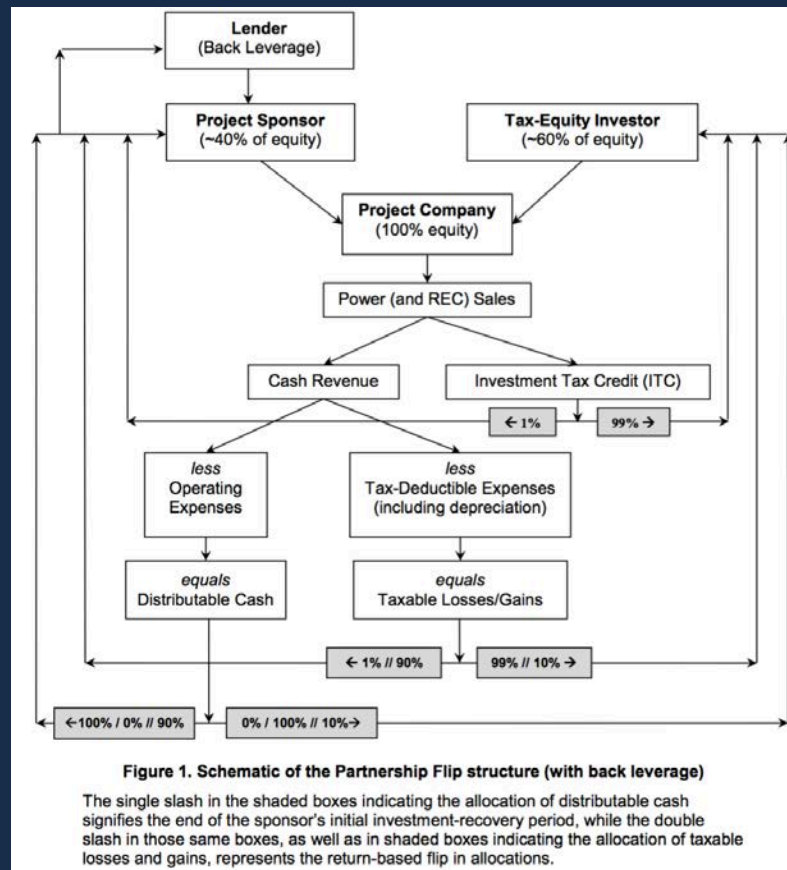 Lender
(Back Leverage)
Project Sponsor
(~40% of equity)
Tax-Equity Investor
(~60% of equity)
Project Company
(100% equity)
Power (and REC) Sales
Cash Revenue
Investment Tax Credit (ITC)
← 1%
99% →
less
Operating
Expenses
less
Tax-Deductible Expenses
(including depreciation)
equals
Distributable Cash
equals
Taxable Losses/Gains
← 1% // 90%
99% // 10% →
←100% / 0% // 90%
0% / 100% // 10%→
Figure 1. Schematic of the Partnership Flip structure (with back leverage)
The single slash in the shaded boxes indicating the allocation of distributable cash
signifies the end of the sponsor's initial investment-recovery period, while the double
slash in those same boxes, as well as in shaded boxes indicating the allocation of taxable
losses and gains, represents the return-based flip in allocations.